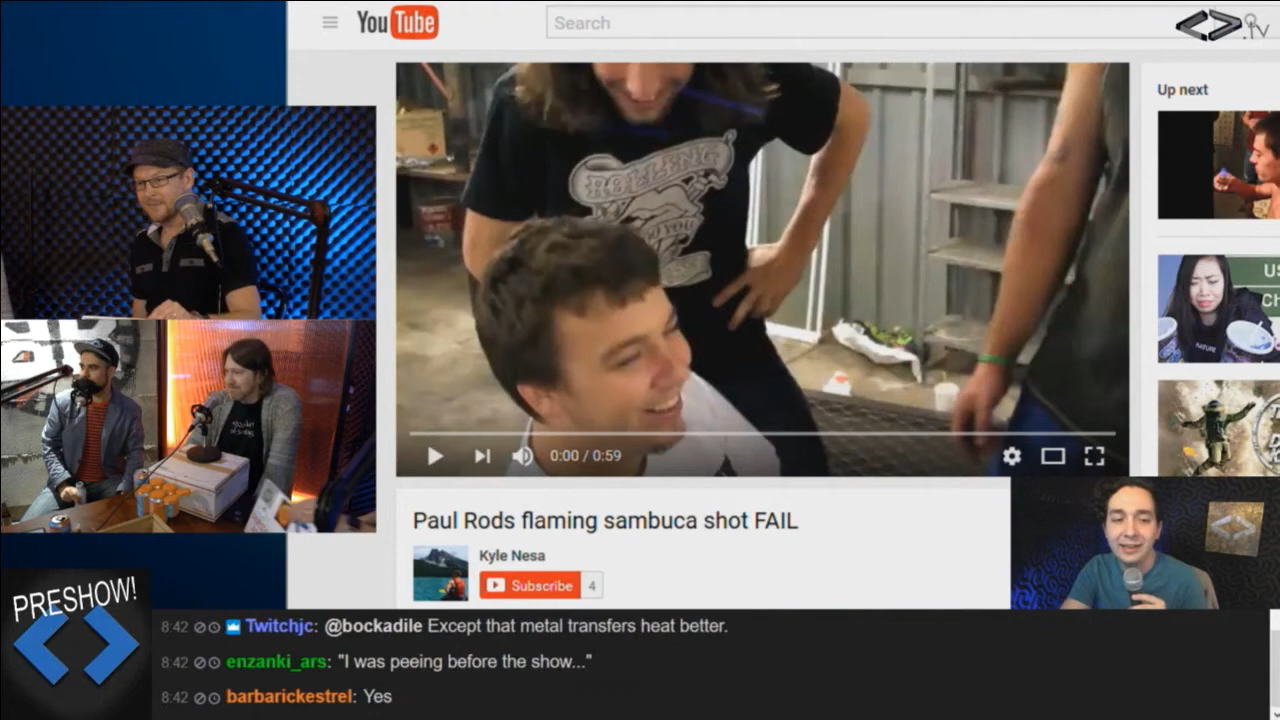 YouTube
Search
.tv
Up next
ROLLING
0:00 / 0:59
Paul Rods flaming sambuca shot FAIL
Kyle Nesa
Subscribe 4
PRESHOW!
8:42 Twitchjc: @bockadile Except that metal transfers heat better.
8:42 enzanki_ars: "I was peeing before the show..."
8:42 barbarickestrel: Yes